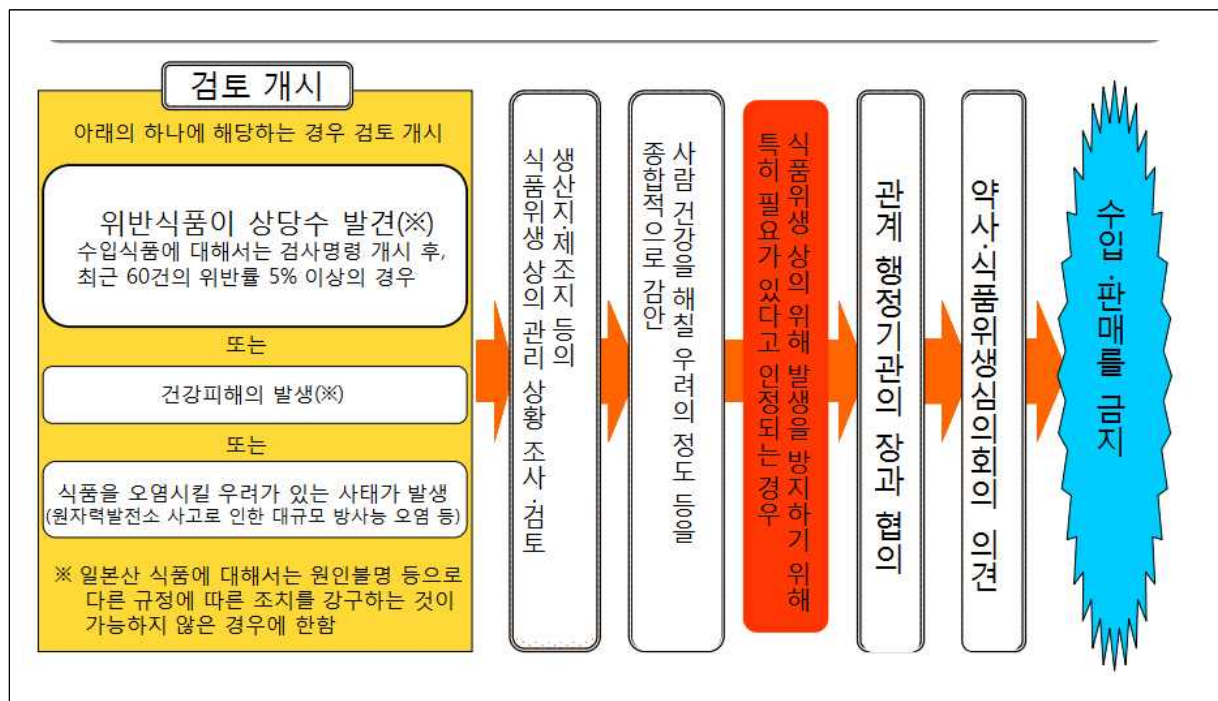 검토 개시
아래의 하나에 해당하는 경우 검토 개시
위반식품이 상당수 발견(※)
수입식품에 대해서는 검사명령 개시 후,
최근 60건의 위반률 5% 이상의 경우
또는
건강피해의 발생(※)
또는
식품을 오염시킬 우려가 있는 사태가 발생
(원자력발전소 사고로 인한 대규모 방사능 오염 등)
※ 일본산 식품에 대해서는 원인불명 등으로
다른 규정에 따른 조치를 강구하는 것이
가능하지 않은 경우에 한함
생산지·제조지 등의
식품위생 상의 관리 상황 조사·검토
사람 건강을 해칠 우려의 정도 등을
종합적으로 감안
식품위생 상의 위해 발생을 방지하기 위해
특히 필요가 있다고 인정되는 경우
관계 행정기관의 장과 협의
약사·식품위생심의회의 의견
수입·판매를 금지